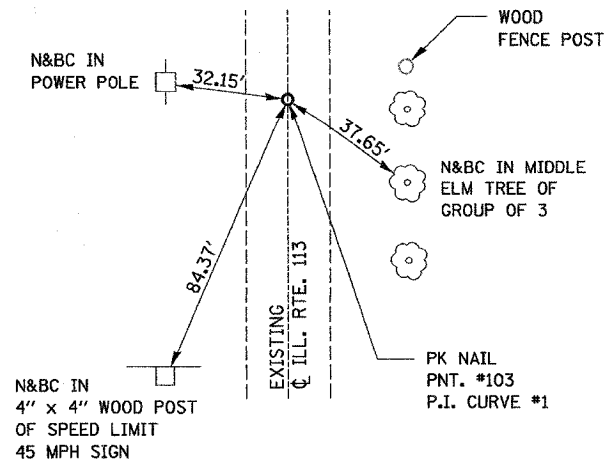 WOOD
FENCE POST
N&BC IN
POWER POLE
32.15'
37.65'
N&BC IN MIDDLE
ELM TREE OF
GROUP OF 3
84.37'
EXISTING
℄ ILL. RTE. 113
PK NAIL
PNT. #103
P.I. CURVE #1
N&BC IN
4" x 4" WOOD POST
OF SPEED LIMIT
45 MPH SIGN